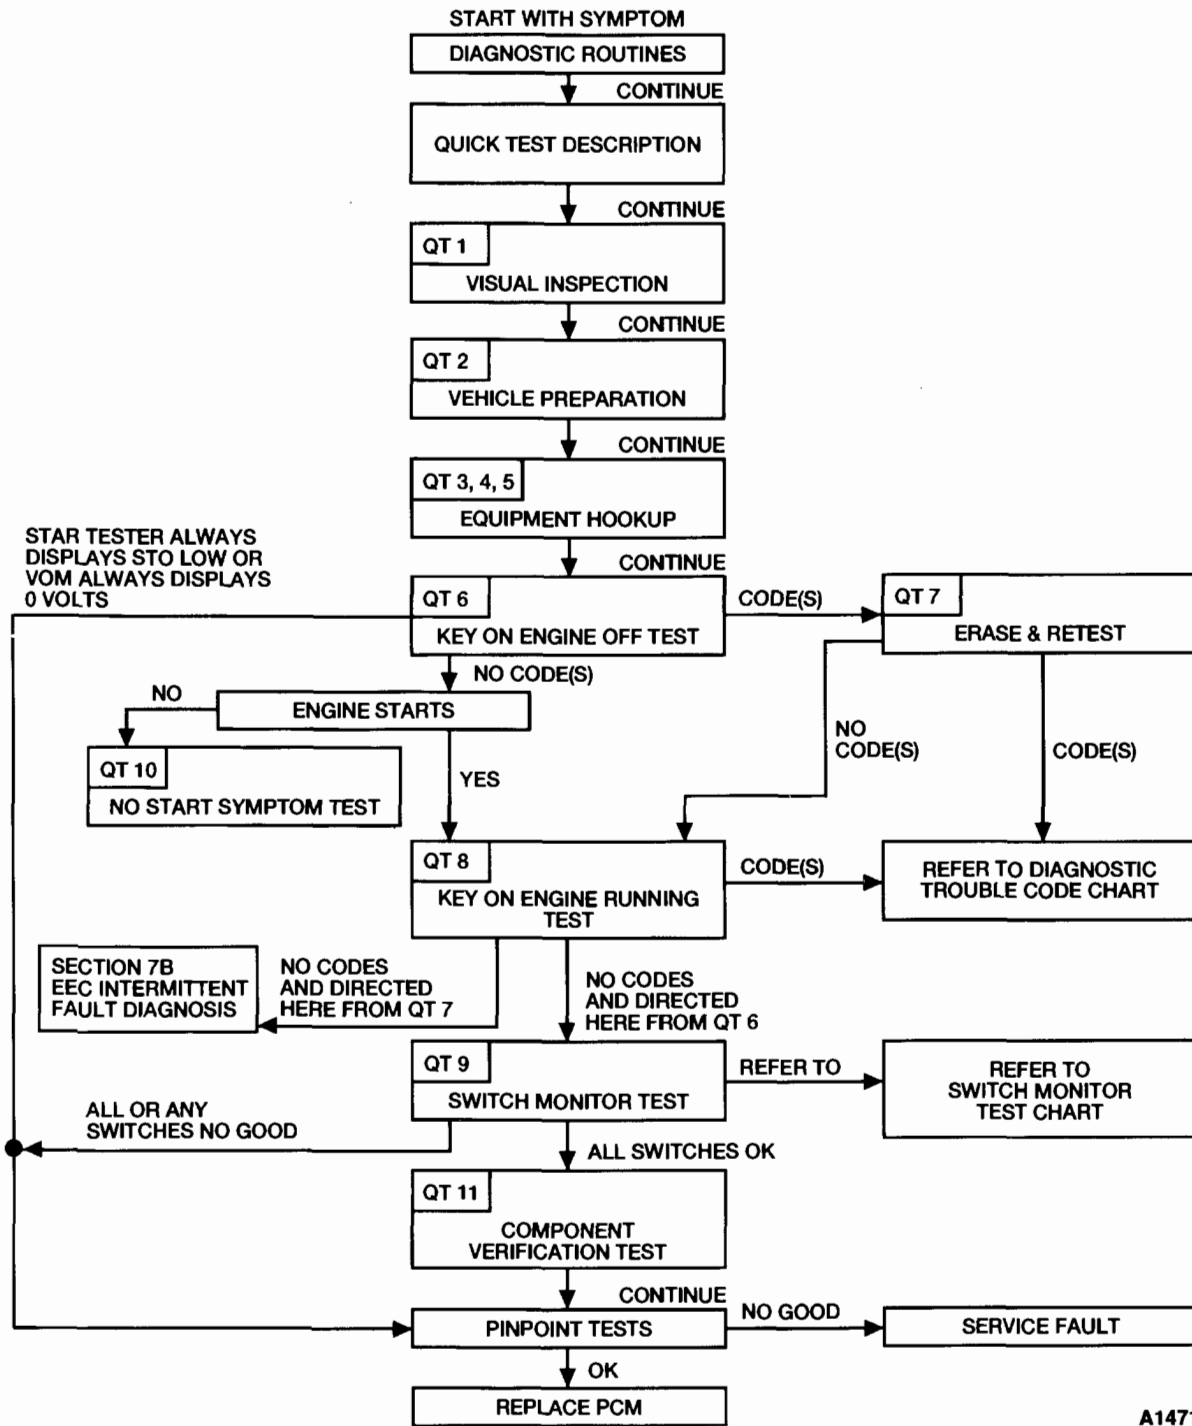 START WITH SYMPTOM
DIAGNOSTIC ROUTINES
CONTINUE
QUICK TEST DESCRIPTION
CONTINUE
QT 1
VISUAL INSPECTION
CONTINUE
QT 2
VEHICLE PREPARATION
CONTINUE
QT 3, 4, 5
EQUIPMENT HOOKUP
CONTINUE
STAR TESTER ALWAYS
DISPLAYS STO LOW OR
VOM ALWAYS DISPLAYS
0 VOLTS
QT 6
KEY ON ENGINE OFF TEST
CODE(S)
QT 7
ERASE & RETEST
NO CODE(S)
NO
ENGINE STARTS
QT 10
NO START SYMPTOM TEST
YES
NO
CODE(S)
CODE(S)
QT 8
KEY ON ENGINE RUNNING
TEST
CODE(S)
REFER TO DIAGNOSTIC
TROUBLE CODE CHART
SECTION 7B
EEC INTERMITTENT
FAULT DIAGNOSIS
NO CODES
AND DIRECTED
HERE FROM QT 7
NO CODES
AND DIRECTED
HERE FROM QT 6
QT 9
SWITCH MONITOR TEST
REFER TO
REFER TO
SWITCH MONITOR
TEST CHART
ALL OR ANY
SWITCHES NO GOOD
ALL SWITCHES OK
QT 11
COMPONENT
VERIFICATION TEST
CONTINUE
PINPOINT TESTS
NO GOOD
SERVICE FAULT
OK
REPLACE PCM